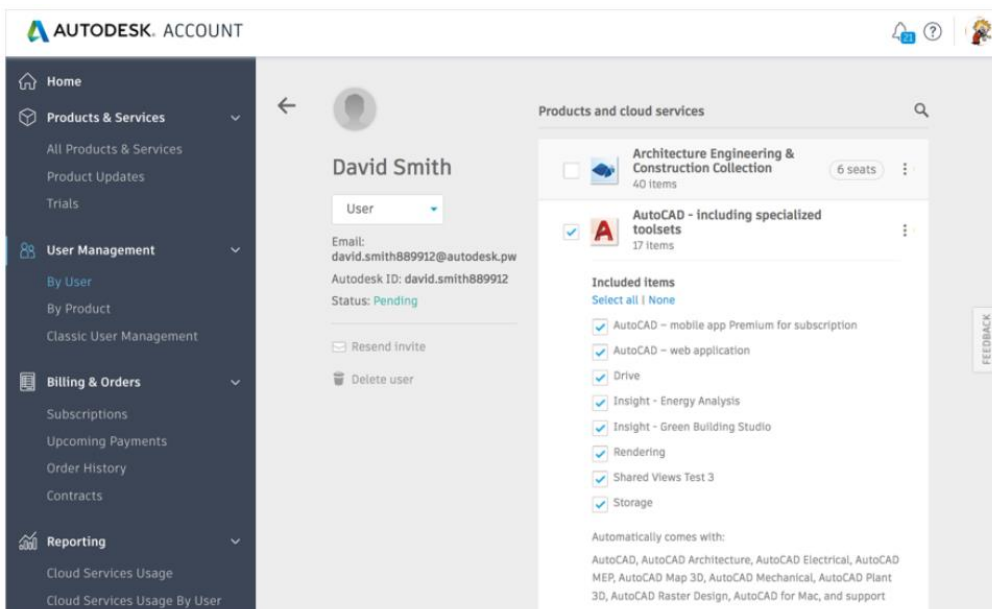 AUTODESK. ACCOUNT
21
?
Home
Products & Services
All Products & Services
Product Updates
Trials
User Management
By User
By Product
Classic User Management
Billing & Orders
Subscriptions
Upcoming Payments
Order History
Contracts
Reporting
Cloud Services Usage
Cloud Services Usage By User
David Smith
User
Email:
david.smith889912@autodesk.pw
Autodesk ID: david.smith889912
Status: Pending
Resend invite
Delete user
Products and cloud services
Architecture Engineering &
Construction Collection
40 items
6 seats
AutoCAD - including specialized
toolsets
17 items
Included items
Select all | None
AutoCAD – mobile app Premium for subscription
AutoCAD – web application
Drive
Insight - Energy Analysis
Insight - Green Building Studio
Rendering
Shared Views Test 3
Storage
Automatically comes with:
AutoCAD, AutoCAD Architecture, AutoCAD Electrical, AutoCAD
MEP, AutoCAD Map 3D, AutoCAD Mechanical, AutoCAD Plant
3D, AutoCAD Raster Design, AutoCAD for Mac, and support
FEEDBACK